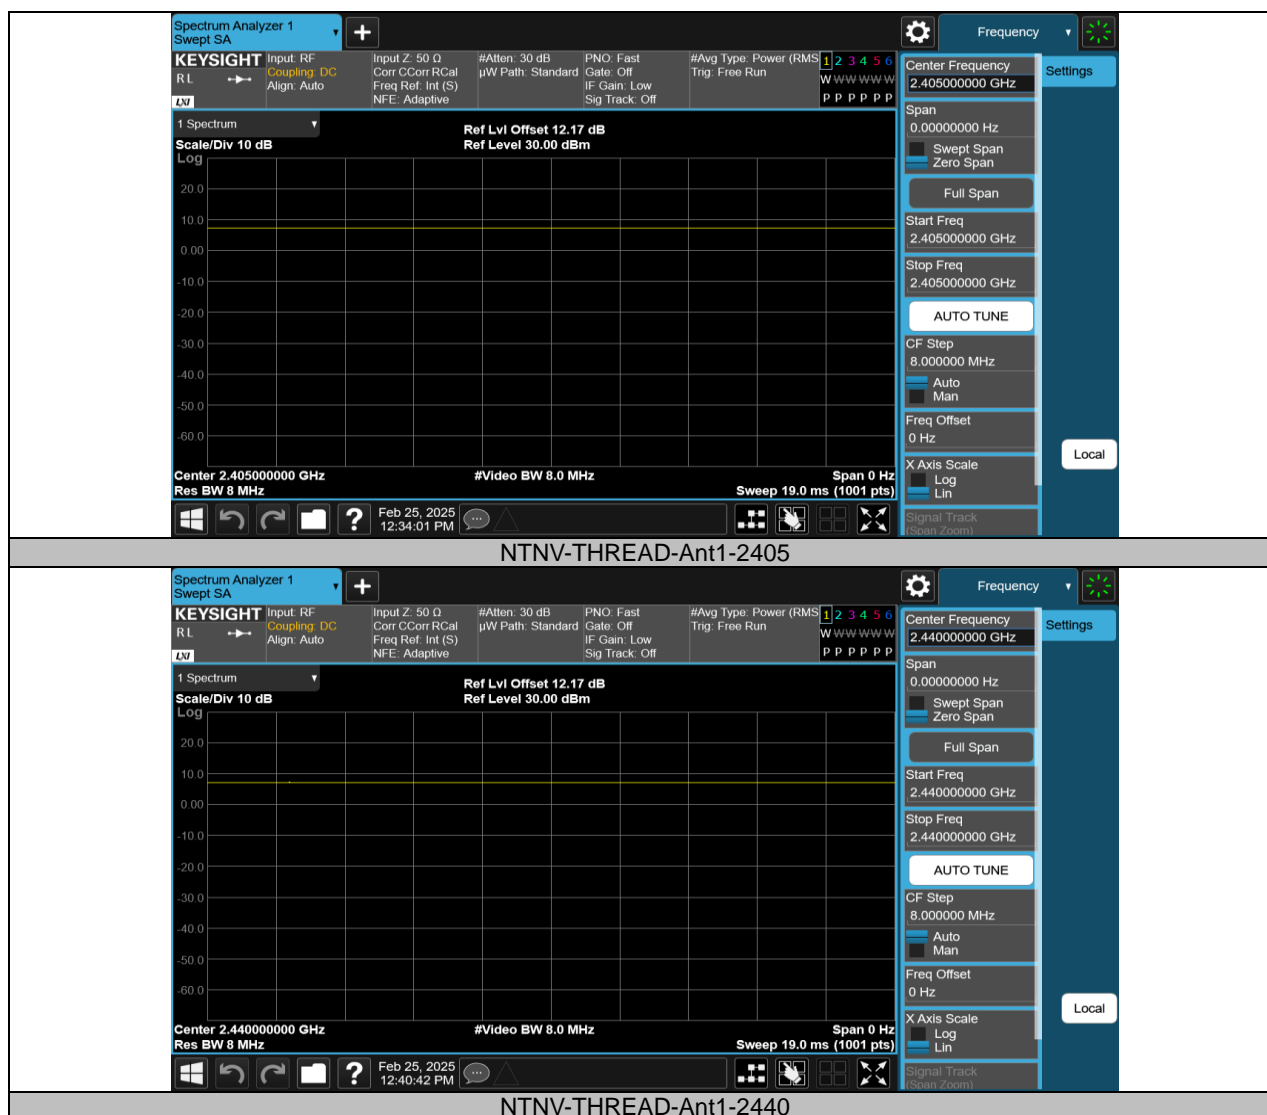 Spectrum Analyzer 1
Swept SA
Frequency
KEYSIGHT
RL
LXI
Input: RF
Coupling: DC
Align: Auto
Input Z: 50 Ω
Corr CCorr RCal
Freq Ref: Int (S)
NFE: Adaptive
#Atten: 30 dB
µW Path: Standard
PNO: Fast
Gate: Off
IF Gain: Low
Sig Track: Off
#Avg Type: Power (RMS
Trig: Free Run
1 2 3 4 5 6
W W W W W W
P P P P P P
Center Frequency
2.405000000 GHz
Settings
Span
0.00000000 Hz
Swept Span
Zero Span
Full Span
Start Freq
2.405000000 GHz
Stop Freq
2.405000000 GHz
AUTO TUNE
CF Step
8.000000 MHz
Auto
Man
Freq Offset
0 Hz
X Axis Scale
Log
Lin
Signal Track
(Span Zoom)
Local
1 Spectrum
Scale/Div 10 dB
Ref Lvl Offset 12.17 dB
Ref Level 30.00 dBm
Log
20.0
10.0
0.00
-10.0
-20.0
-30.0
-40.0
-50.0
-60.0
Center 2.405000000 GHz
#Video BW 8.0 MHz
Span 0 Hz
Res BW 8 MHz
Sweep 19.0 ms (1001 pts)
Feb 25, 2025
12:34:01 PM
NTNV-THREAD-Ant1-2405
Spectrum Analyzer 1
Swept SA
Frequency
KEYSIGHT
RL
LXI
Input: RF
Coupling: DC
Align: Auto
Input Z: 50 Ω
Corr CCorr RCal
Freq Ref: Int (S)
NFE: Adaptive
#Atten: 30 dB
µW Path: Standard
PNO: Fast
Gate: Off
IF Gain: Low
Sig Track: Off
#Avg Type: Power (RMS
Trig: Free Run
1 2 3 4 5 6
W W W W W W
P P P P P P
Center Frequency
2.440000000 GHz
Settings
Span
0.00000000 Hz
Swept Span
Zero Span
Full Span
Start Freq
2.440000000 GHz
Stop Freq
2.440000000 GHz
AUTO TUNE
CF Step
8.000000 MHz
Auto
Man
Freq Offset
0 Hz
X Axis Scale
Log
Lin
Signal Track
(Span Zoom)
Local
1 Spectrum
Scale/Div 10 dB
Ref Lvl Offset 12.17 dB
Ref Level 30.00 dBm
Log
20.0
10.0
0.00
-10.0
-20.0
-30.0
-40.0
-50.0
-60.0
Center 2.440000000 GHz
#Video BW 8.0 MHz
Span 0 Hz
Res BW 8 MHz
Sweep 19.0 ms (1001 pts)
Feb 25, 2025
12:40:42 PM
NTNV-THREAD-Ant1-2440